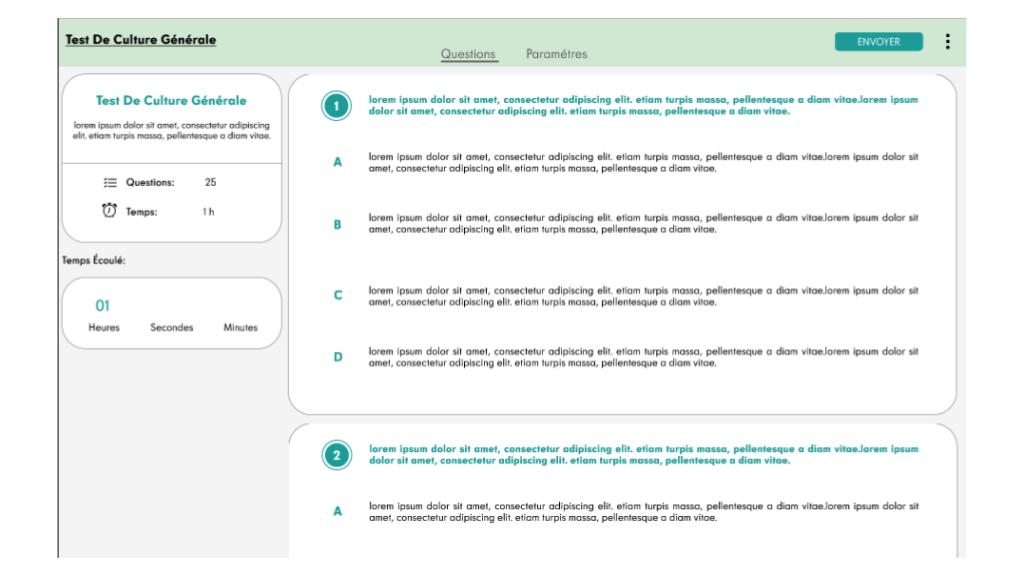 Test De Culture Générale
Questions
Paramétres
ENVOYER
Test De Culture Générale
lorem ipsum dolor sit amet, consectetur adipiscing
elit. etiam turpis massa, pellentesque a diam vitae.
Questions: 25
Temps: 1 h
Temps Écoulé:
01
Heures Secondes Minutes
1
lorem ipsum dolor sit amet, consectetur adipiscing elit. etiam turpis massa, pellentesque a diam vitae.lorem ipsum
dolor sit amet, consectetur adipiscing elit. etiam turpis massa, pellentesque a diam vitae.
A
lorem ipsum dolor sit amet, consectetur adipiscing elit. etiam turpis massa, pellentesque a diam vitae.lorem ipsum dolor sit
amet, consectetur adipiscing elit. etiam turpis massa, pellentesque a diam vitae.
B
lorem ipsum dolor sit amet, consectetur adipiscing elit. etiam turpis massa, pellentesque a diam vitae.lorem ipsum dolor sit
amet, consectetur adipiscing elit. etiam turpis massa, pellentesque a diam vitae.
C
lorem ipsum dolor sit amet, consectetur adipiscing elit. etiam turpis massa, pellentesque a diam vitae.lorem ipsum dolor sit
amet, consectetur adipiscing elit. etiam turpis massa, pellentesque a diam vitae.
D
lorem ipsum dolor sit amet, consectetur adipiscing elit. etiam turpis massa, pellentesque a diam vitae.lorem ipsum dolor sit
amet, consectetur adipiscing elit. etiam turpis massa, pellentesque a diam vitae.
2
lorem ipsum dolor sit amet, consectetur adipiscing elit. etiam turpis massa, pellentesque a diam vitae.lorem ipsum
dolor sit amet, consectetur adipiscing elit. etiam turpis massa, pellentesque a diam vitae.
A
lorem ipsum dolor sit amet, consectetur adipiscing elit. etiam turpis massa, pellentesque a diam vitae.lorem ipsum dolor sit
amet, consectetur adipiscing elit. etiam turpis massa, pellentesque a diam vitae.